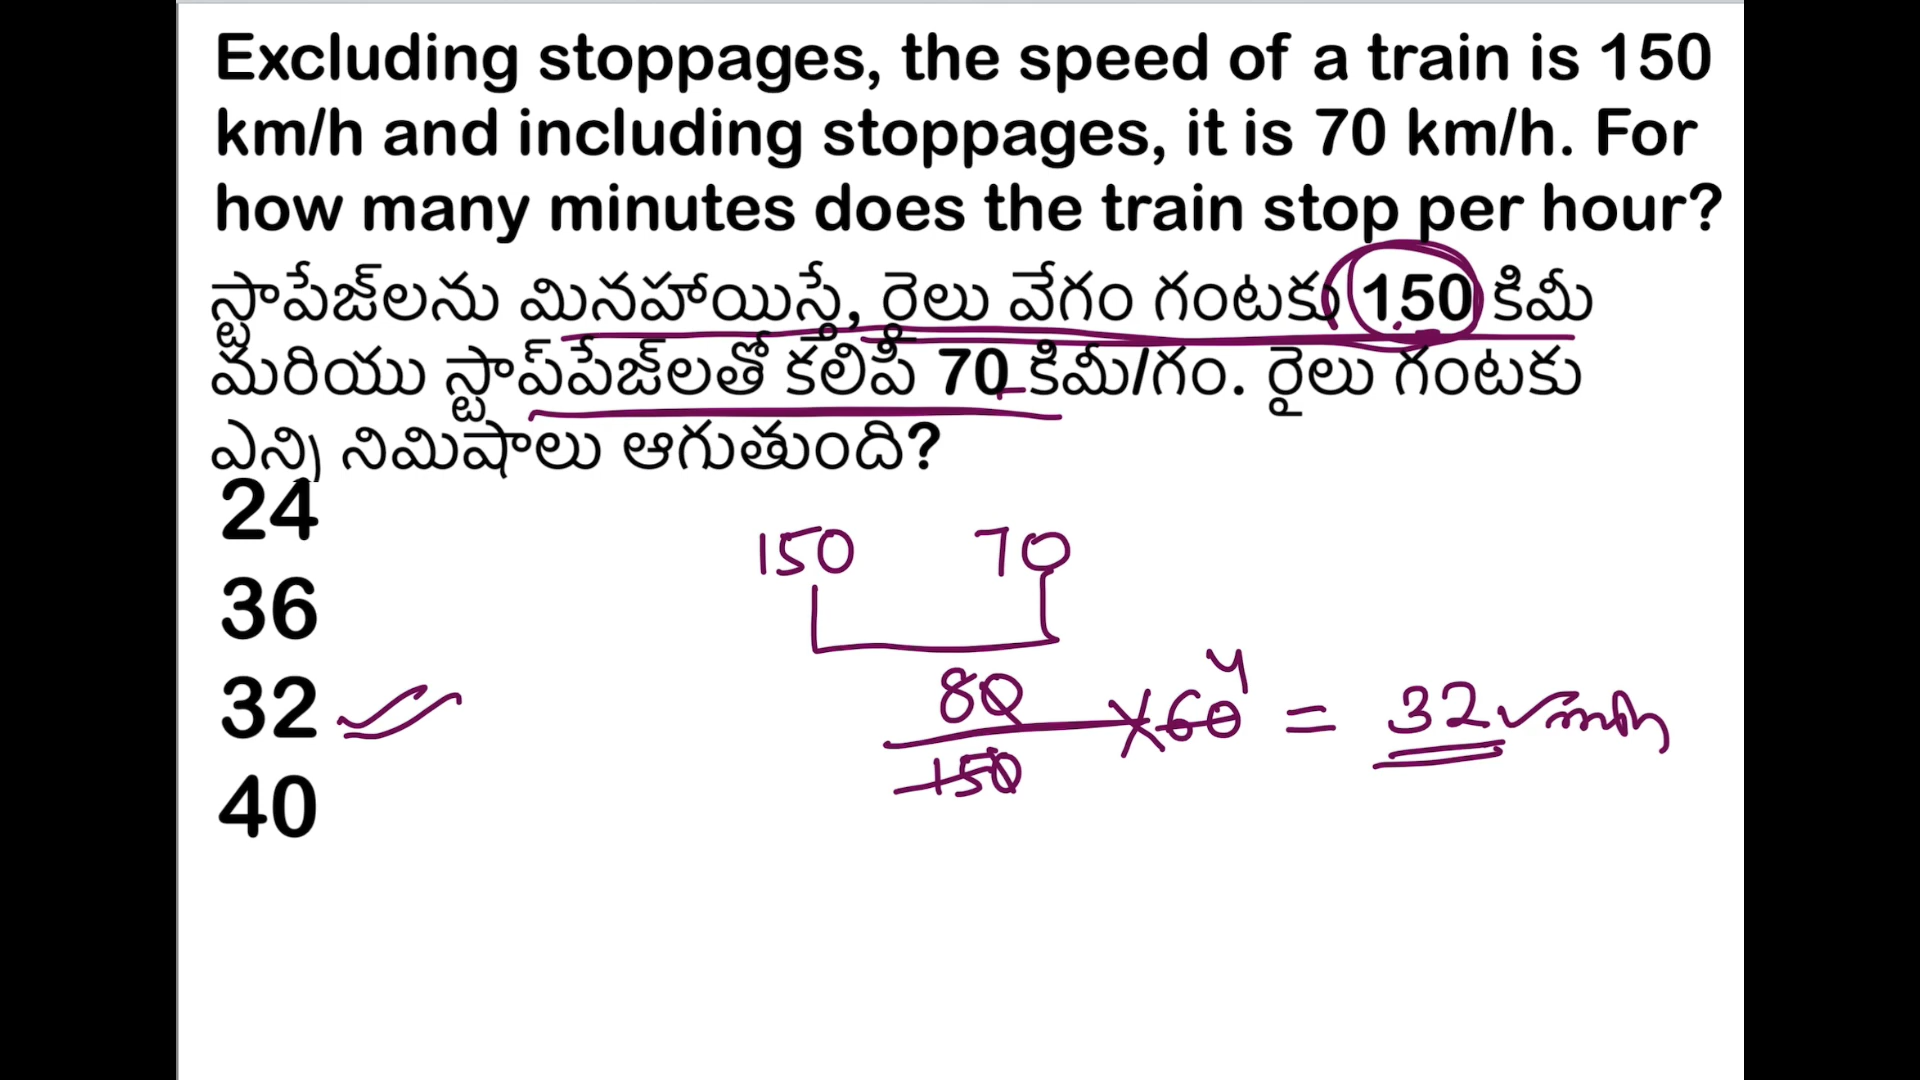 Excluding stoppages, the speed of a train is 150
km/h and including stoppages, it is 70 km/h. For
how many minutes does the train stop per hour?
స్టాపేజ్‌లను మినహాయిస్తే, రైలు వేగం గంటకు 150 కిమీ
మరియు స్టాప్‌పేజ్‌లతో కలిపి 70 కిమీ/గం. రైలు గంటకు
ఎన్ని నిమిషాలు ఆగుతుంది?
24
36
32
40
150 70
4
80 × 60 = 32
150